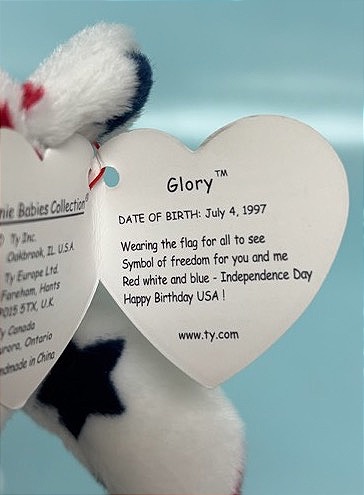 nie Babies Collection®
Ty Inc.
Oakbrook, IL U.S.A.
Ty Europe Ltd.
Fareham, Hants
PO15 5TX, U.K.
Ty Canada
Aurora, Ontario
Handmade in China
Glory™
DATE OF BIRTH: July 4, 1997
Wearing the flag for all to see
Symbol of freedom for you and me
Red white and blue - Independence Day
Happy Birthday USA !
www.ty.com